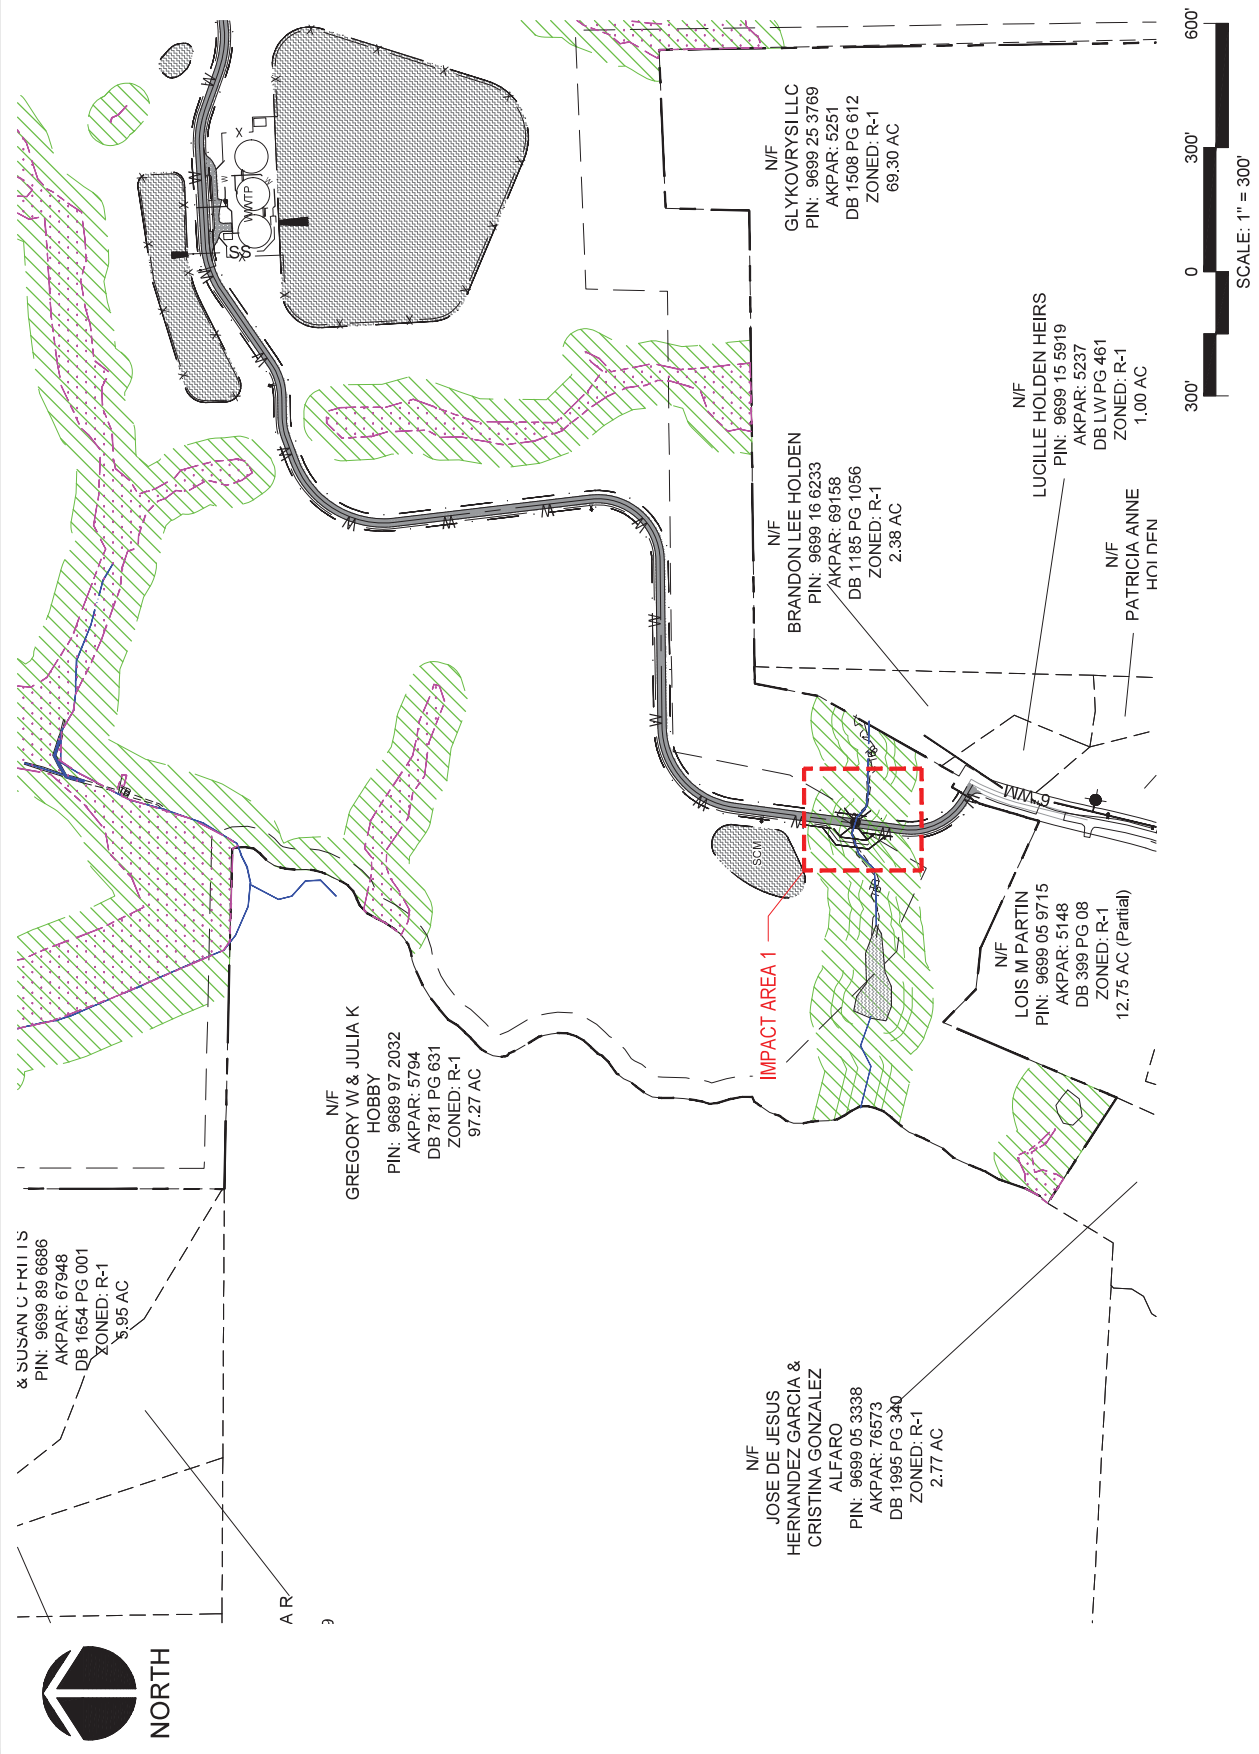 N/F
GLYKOVRYSI LLC
PIN: 9699 25 3769
AKPAR: 5251
DB 1508 PG 612
ZONED: R-1
69.30 AC
N/F
BRANDON LEE HOLDEN
PIN: 9699 16 6233
AKPAR: 69158
DB 1185 PG 1056
ZONED: R-1
2.38 AC
N/F
LUCILLE HOLDEN HEIRS
PIN: 9699 15 5919
AKPAR: 5237
DB LW PG 461
ZONED: R-1
1.00 AC
N/F
PATRICIA ANNE
HOLDEN
N/F
LOIS M PARTIN
PIN: 9699 05 9715
AKPAR: 5148
DB 399 PG 08
ZONED: R-1
12.75 AC (Partial)
IMPACT AREA 1
N/F
GREGORY W & JULIA K
HOBBY
PIN: 9689 97 2032
AKPAR: 5794
DB 781 PG 631
ZONED: R-1
97.27 AC
& SUSAN C FRITTS
PIN: 9699 89 6686
AKPAR: 67948
DB 1654 PG 001
ZONED: R-1
5.95 AC
N/F
JOSE DE JESUS
HERNANDEZ GARCIA &
CRISTINA GONZALEZ
ALFARO
PIN: 9699 05 3338
AKPAR: 76573
DB 1995 PG 340
ZONED: R-1
2.77 AC
A R
9
SCM
WWTP
SS
TB
6" WM
W
W
W
W
W
W
W
W
W
W
W
W
NORTH
300'
0
300'
600'
SCALE: 1" = 300'